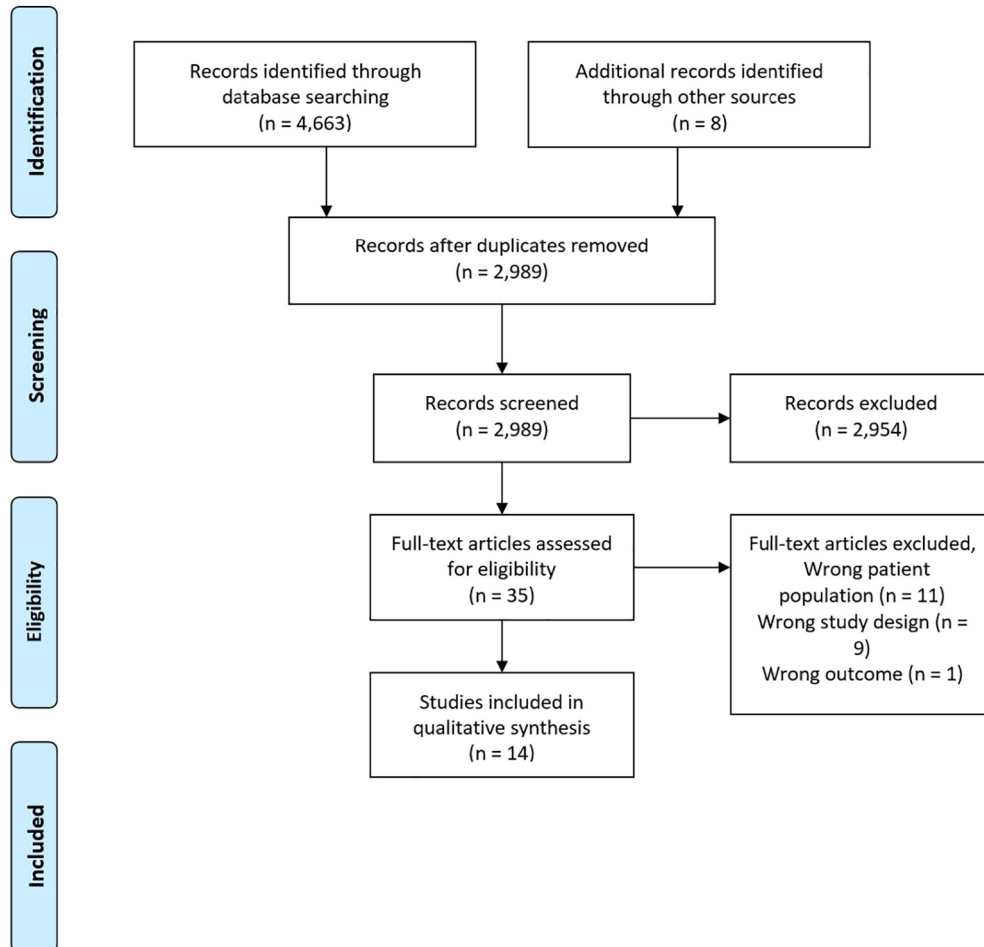 Identification
Records identified through
database searching
(n = 4,663)
Additional records identified
through other sources
(n = 8)
Records after duplicates removed
(n = 2,989)
Screening
Records screened
(n = 2,989)
Records excluded
(n = 2,954)
Eligibility
Full-text articles assessed
for eligibility
(n = 35)
Full-text articles excluded,
Wrong patient
population (n = 11)
Wrong study design (n =
9)
Wrong outcome (n = 1)
Studies included in
qualitative synthesis
(n = 14)
Included